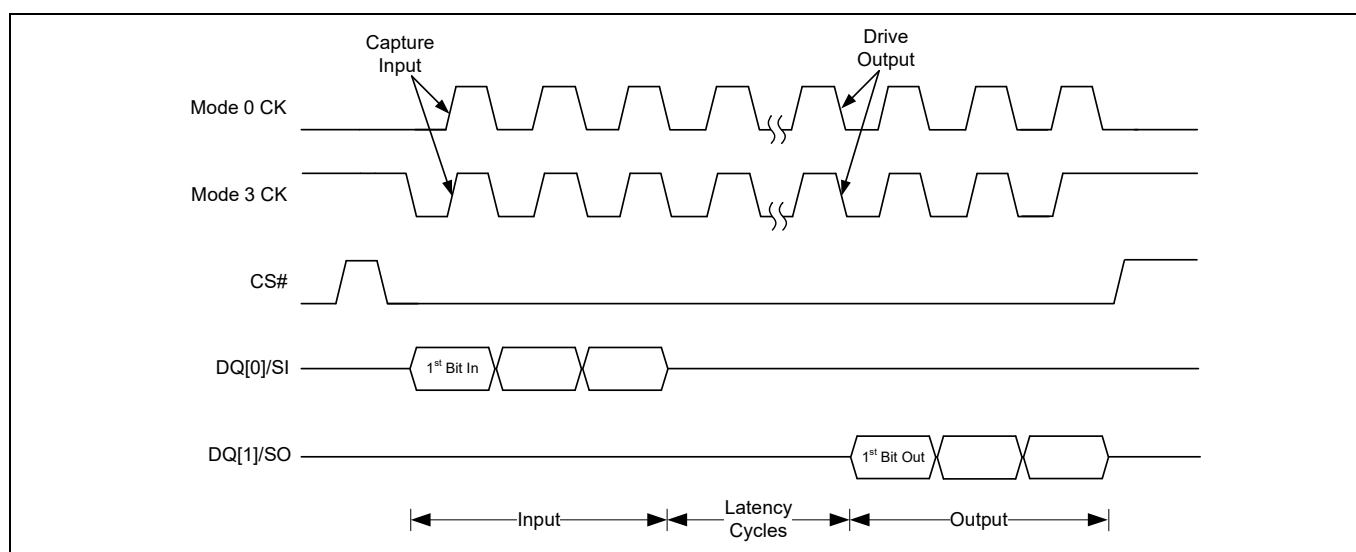 Capture
Input
Drive
Output
Mode 0 CK
Mode 3 CK
CS#
DQ[0]/SI
1st Bit In
DQ[1]/SO
1st Bit Out
Input
Latency
Cycles
Output